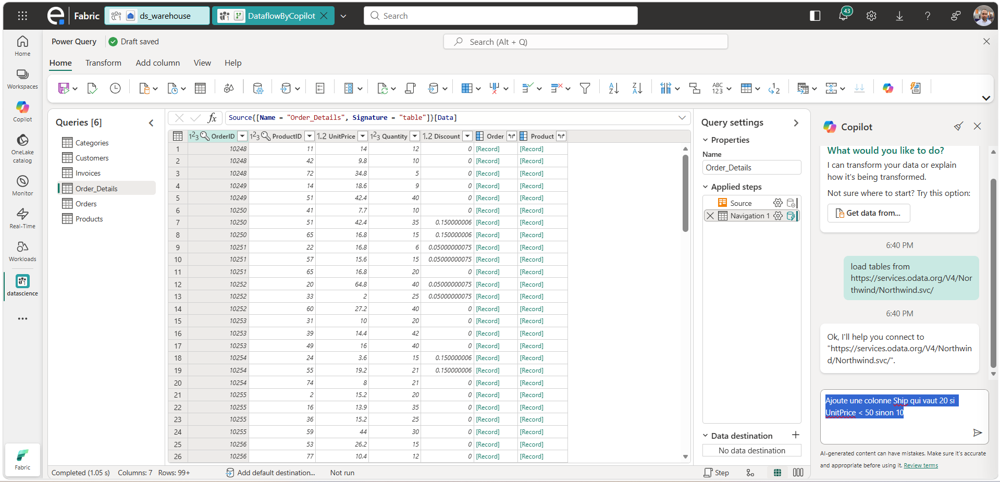 Fabric
ds_warehouse
DataflowByCopilot
Search
43
Power Query
Draft saved
Search (Alt + Q)
Home
Transform
Add column
View
Help
ABC
123
Home
Workspaces
Copilot
OneLake
catalog
Monitor
Real-Time
Workloads
datascience
Fabric
Queries [6]
Categories
Customers
Invoices
Order_Details
Orders
Products
fx
Source{[Name = "Order_Details", Signature = "table"]}[Data]
OrderID ProductID 1.2 UnitPrice Quantity 1.2 Discount Order Product
1 10248 11 14 12 0 [Record] [Record]
2 10248 42 9.8 10 0 [Record] [Record]
3 10248 72 34.8 5 0 [Record] [Record]
4 10249 14 18.6 9 0 [Record] [Record]
5 10249 51 42.4 40 0 [Record] [Record]
6 10250 41 7.7 10 0 [Record] [Record]
7 10250 51 42.4 35 0.150000006 [Record] [Record]
8 10250 65 16.8 15 0.150000006 [Record] [Record]
9 10251 22 16.8 6 0.05000000075 [Record] [Record]
10 10251 57 15.6 15 0.05000000075 [Record] [Record]
11 10251 65 16.8 20 0 [Record] [Record]
12 10252 20 64.8 40 0.05000000075 [Record] [Record]
13 10252 33 2 25 0.05000000075 [Record] [Record]
14 10252 60 27.2 40 0 [Record] [Record]
15 10253 31 10 20 0 [Record] [Record]
16 10253 39 14.4 42 0 [Record] [Record]
17 10253 49 16 40 0 [Record] [Record]
18 10254 24 3.6 15 0.150000006 [Record] [Record]
19 10254 55 19.2 21 0.150000006 [Record] [Record]
20 10254 74 8 21 0 [Record] [Record]
21 10255 2 15.2 20 0 [Record] [Record]
22 10255 16 13.9 35 0 [Record] [Record]
23 10255 36 15.2 25 0 [Record] [Record]
24 10255 59 44 30 0 [Record] [Record]
25 10256 53 26.2 15 0 [Record] [Record]
26 10256 77 10.4 12 0 [Record] [Record]
Completed (1.05 s) Columns: 7 Rows: 99+
Add default destination...
Not run
Step
Query settings
Properties
Name
Order_Details
Applied steps
Source
Navigation 1
Data destination
No data destination
Copilot
What would you like to do?
I can transform your data or explain
how it's being transformed.
Not sure where to start? Try this option:
Get data from...
6:40 PM
load tables from
https://services.odata.org/V4/Nor
thwind/Northwind.svc/
6:40 PM
Ok, I'll help you connect to
"https://services.odata.org/V4/Northwin
d/Northwind.svc/".
Ajoute une colonne Ship qui vaut 20 si
UnitPrice < 50 sinon 10
AI-generated content can have mistakes. Make sure it's accurate
and appropriate before using it. Review terms